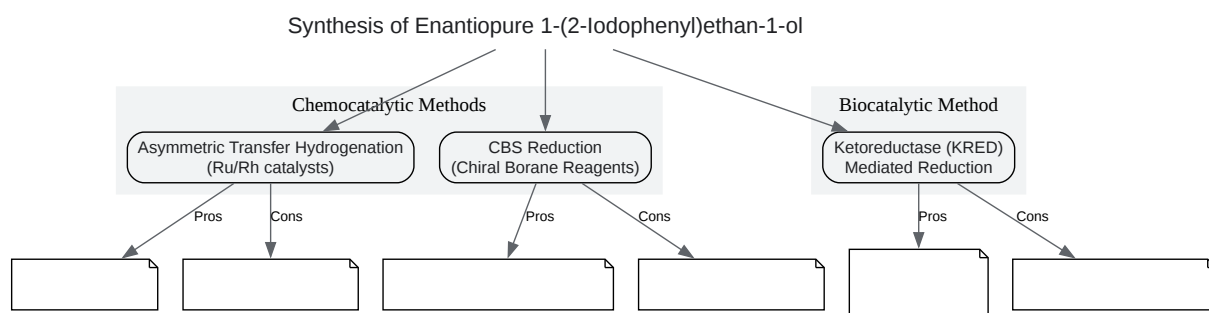 Synthesis of Enantiopure 1-(2-Iodophenyl)ethan-1-ol
Chemocatalytic Methods
Biocatalytic Method
Asymmetric Transfer Hydrogenation
(Ru/Rh catalysts)
CBS Reduction
(Chiral Borane Reagents)
Ketoreductase (KRED)
Mediated Reduction
Pros
Cons
Pros
Cons
Pros
Cons